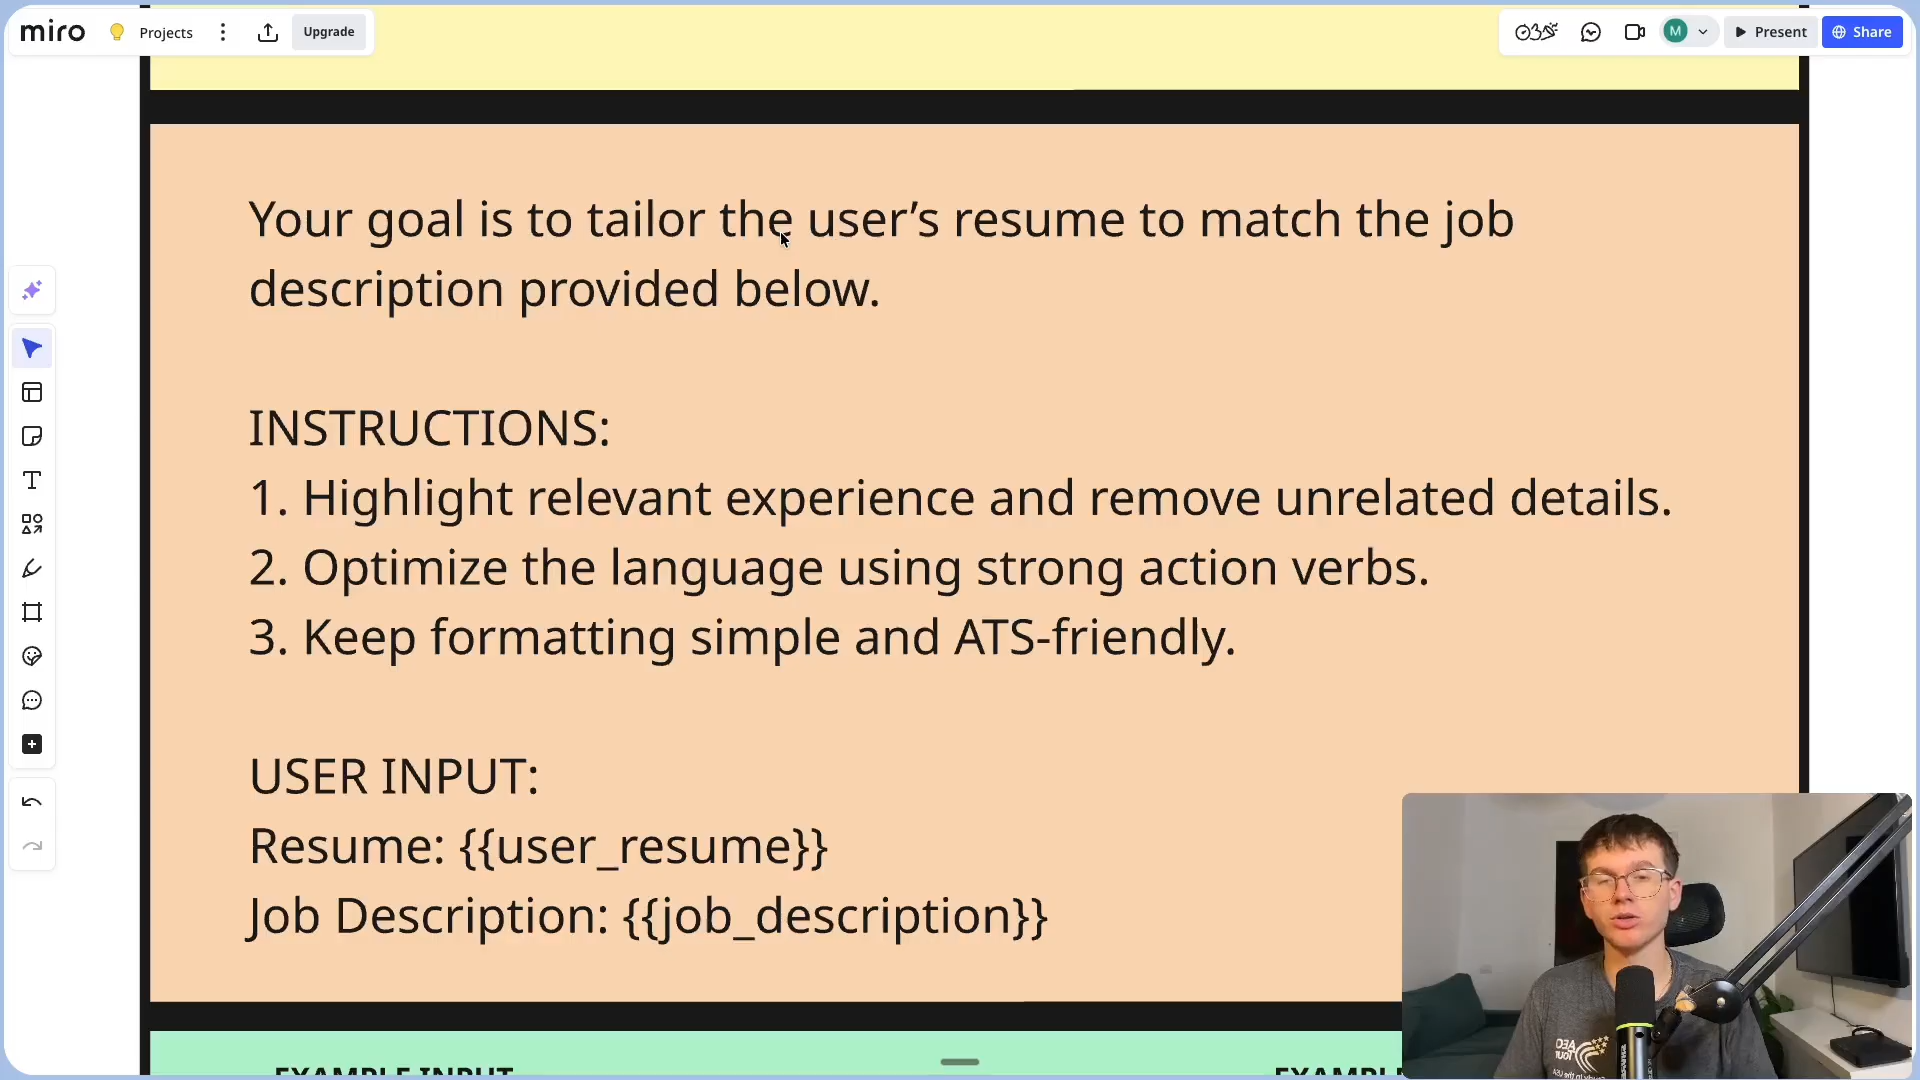 miro
Projects
Upgrade
M
Present
Share
Your goal is to tailor the user’s resume to match the job
description provided below.
INSTRUCTIONS:
1. Highlight relevant experience and remove unrelated details.
2. Optimize the language using strong action verbs.
3. Keep formatting simple and ATS-friendly.
USER INPUT:
Resume: {{user_resume}}
Job Description: {{job_description}}
EXAMPLE INPUT